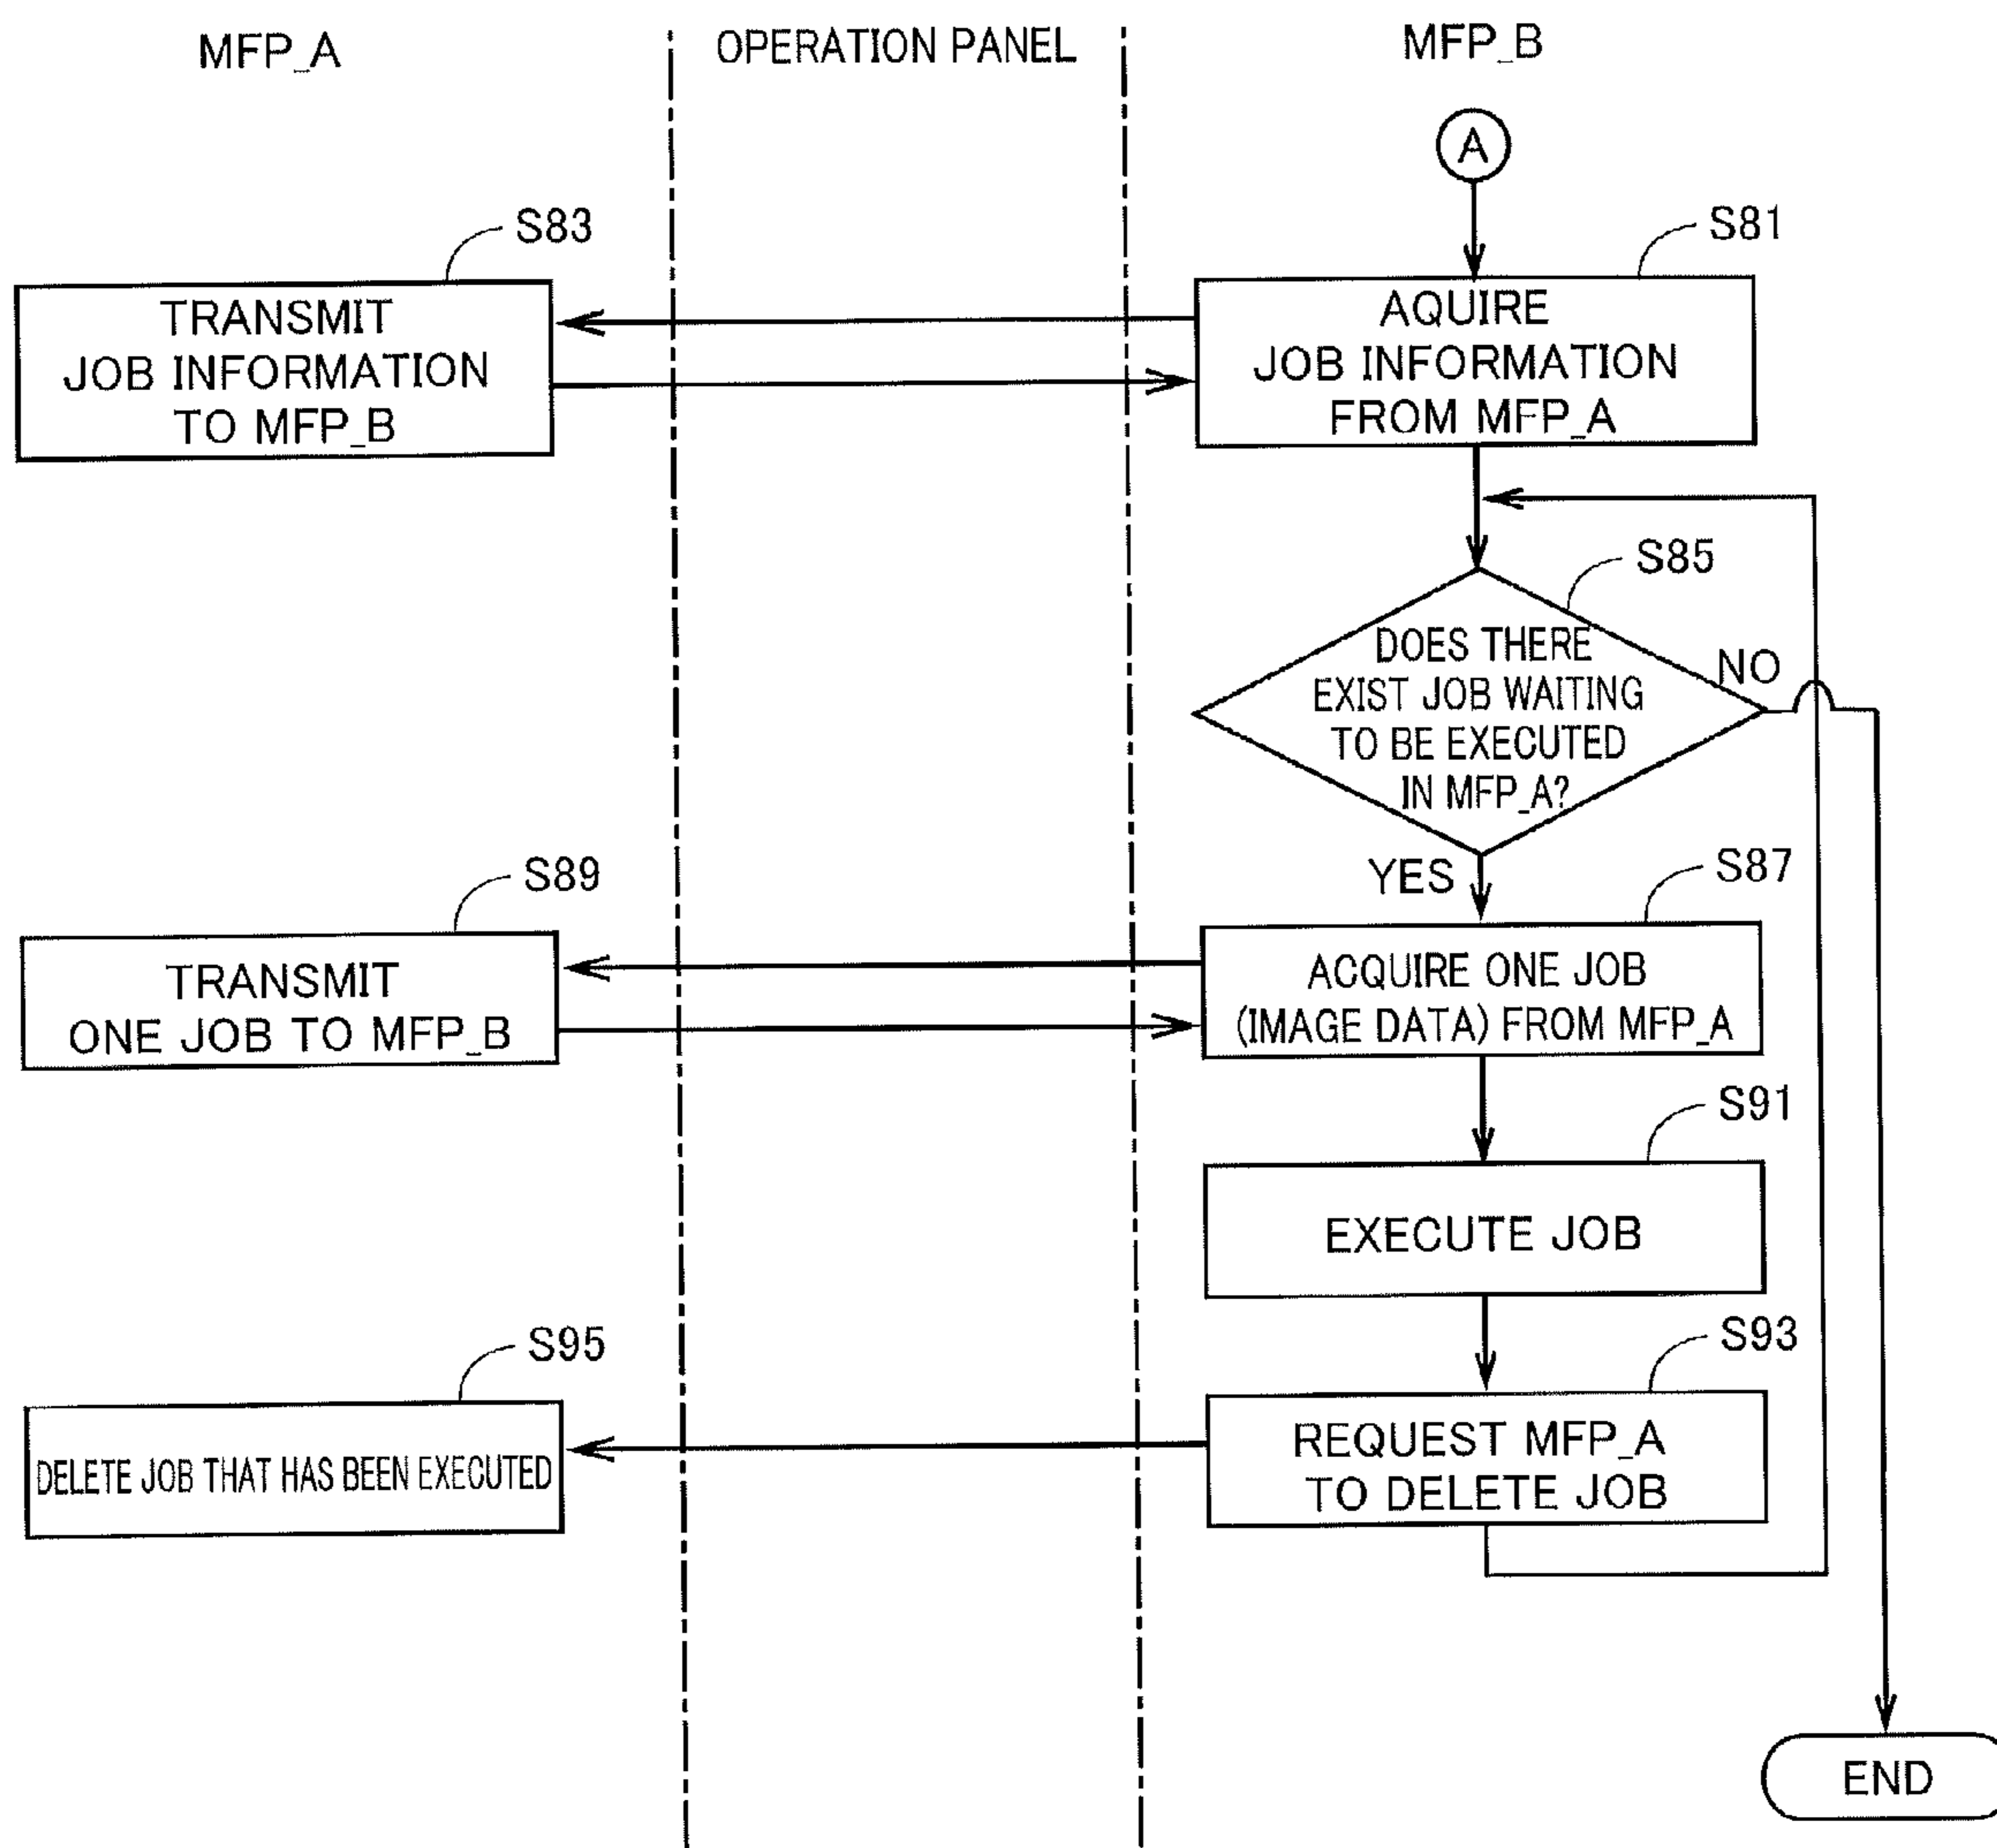 MFP_A
OPERATION PANEL
MFP_B
A
S83
S81
TRANSMIT
JOB INFORMATION
TO MFP_B
AQUIRE
JOB INFORMATION
FROM MFP_A
S85
DOES THERE
EXIST JOB WAITING
TO BE EXECUTED
IN MFP_A?
NO
YES
S89
S87
TRANSMIT
ONE JOB TO MFP_B
ACQUIRE ONE JOB
(IMAGE DATA) FROM MFP_A
S91
EXECUTE JOB
S95
S93
DELETE JOB THAT HAS BEEN EXECUTED
REQUEST MFP_A
TO DELETE JOB
END